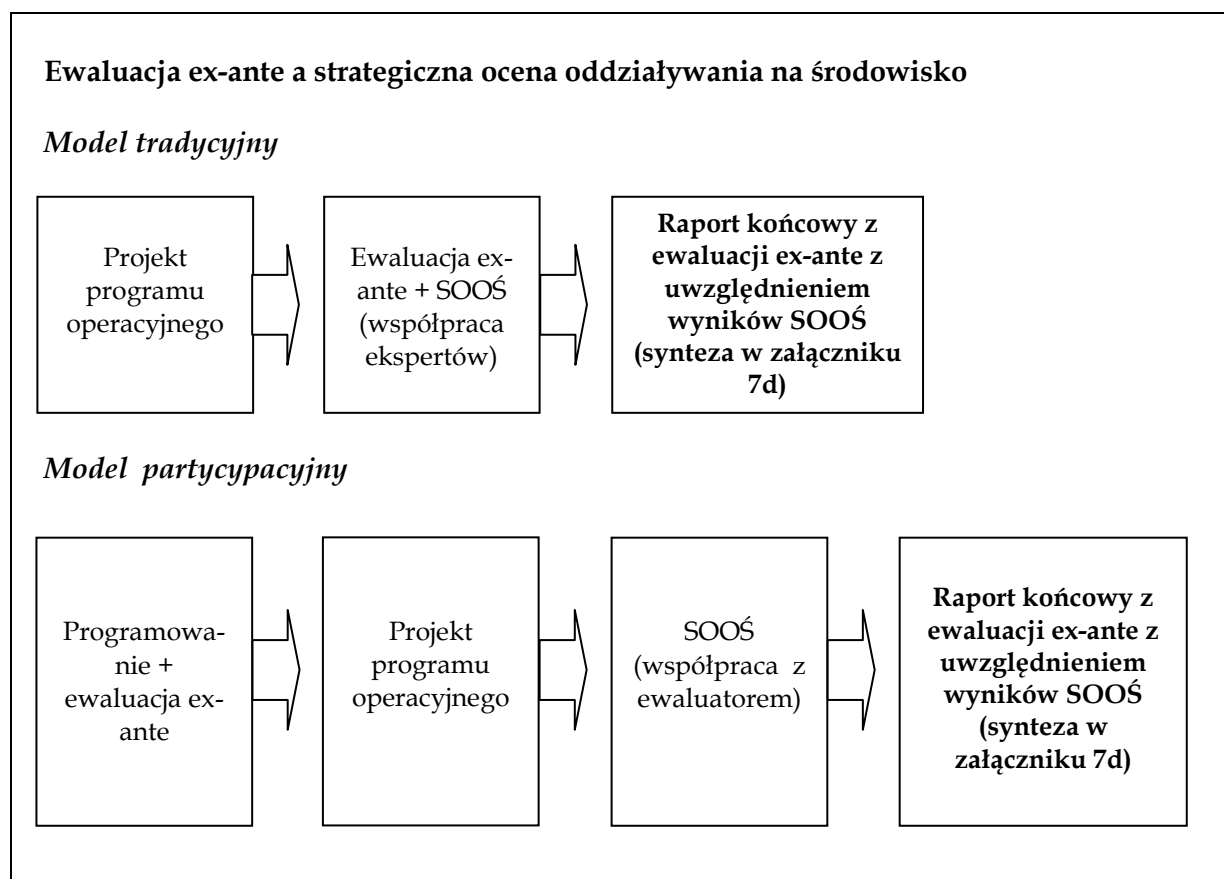 Ewaluacja ex-ante a strategiczna ocena oddziaływania na środowisko
Model tradycyjny
Projekt
programu
operacyjnego
Ewaluacja ex-
ante + SOOŚ
(współpraca
ekspertów)
Raport końcowy z
ewaluacji ex-ante z
uwzględnieniem
wyników SOOŚ
(synteza w załączniku
7d)
Model partycypacyjny
Programowa-
nie +
ewaluacja ex-
ante
Projekt
programu
operacyjnego
SOOŚ
(współpraca z
ewaluatorem)
Raport końcowy z
ewaluacji ex-ante z
uwzględnieniem
wyników SOOŚ
(synteza w
załączniku 7d)